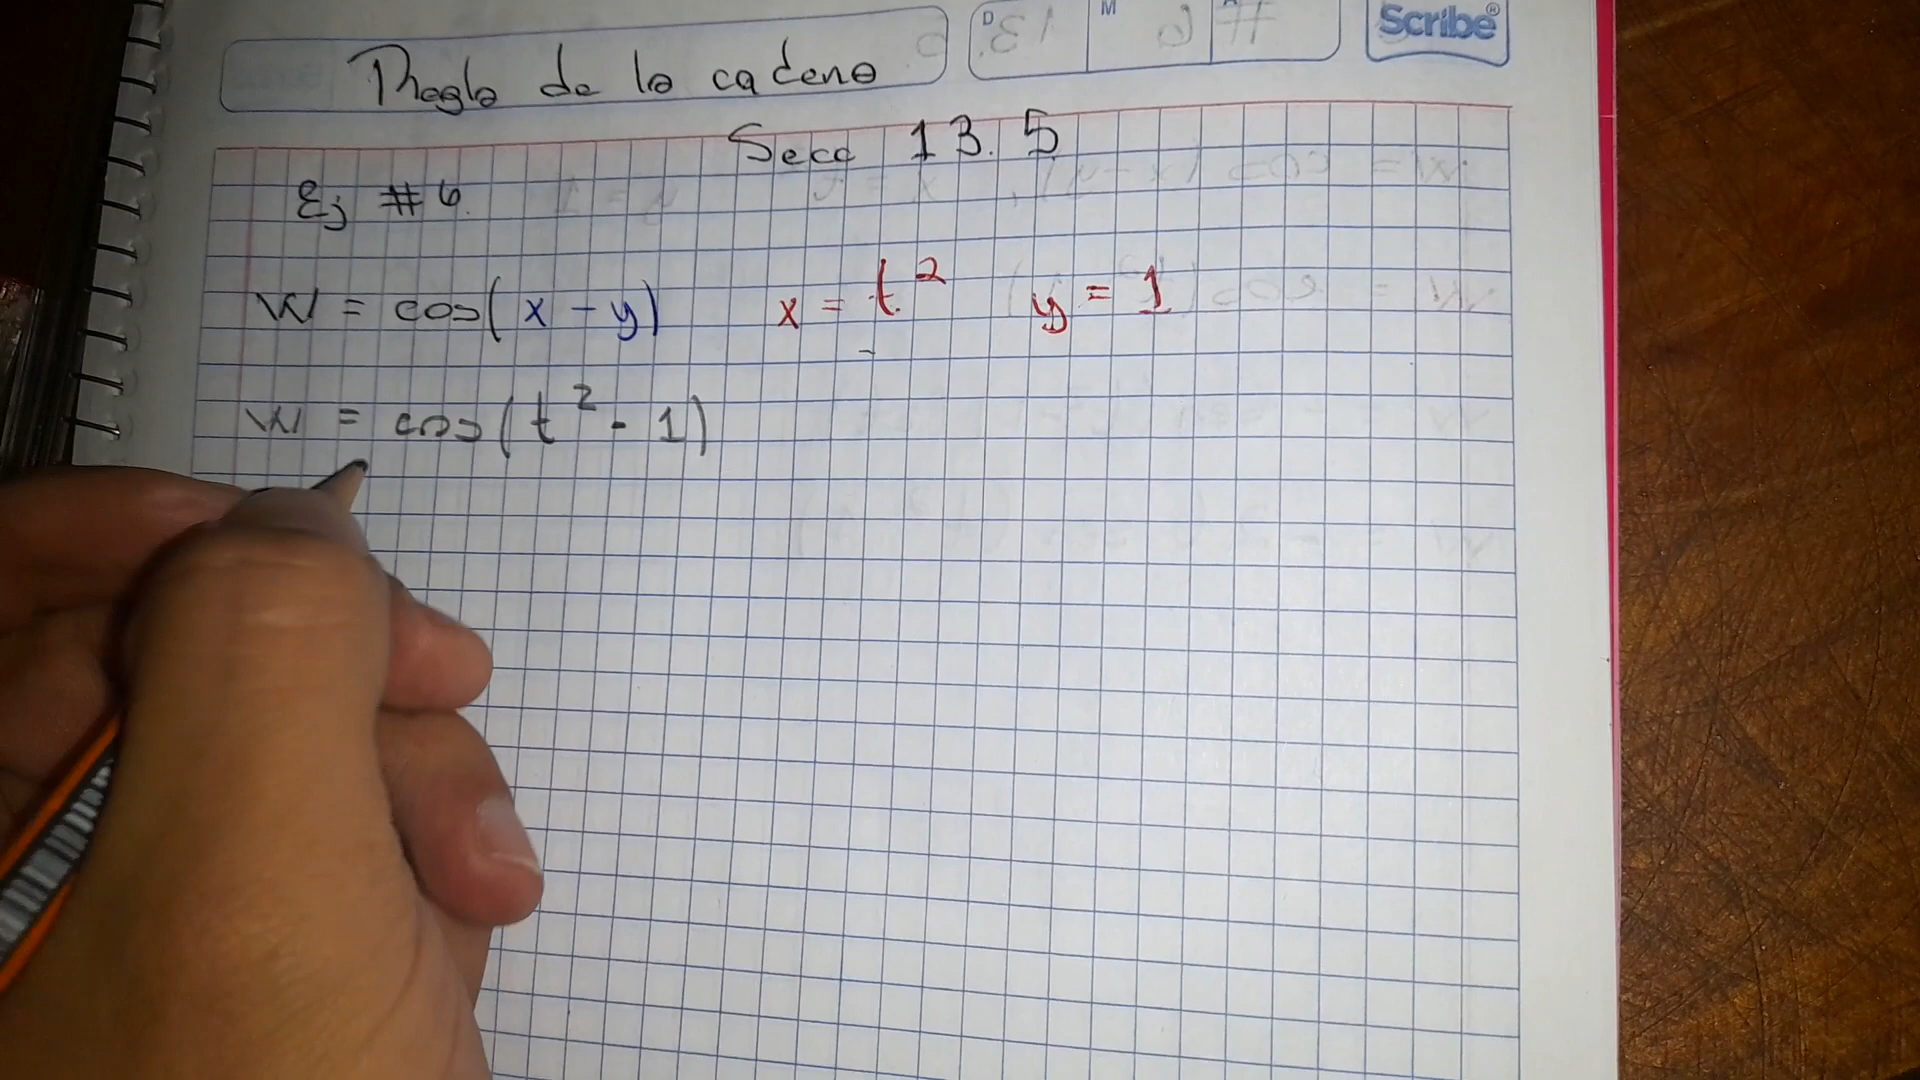 Regla de la cadena
D M Scribe®
Secc 13.5
Ej #6.
W = cos(x - y) x = t² y = 1
W = cos(t² - 1)